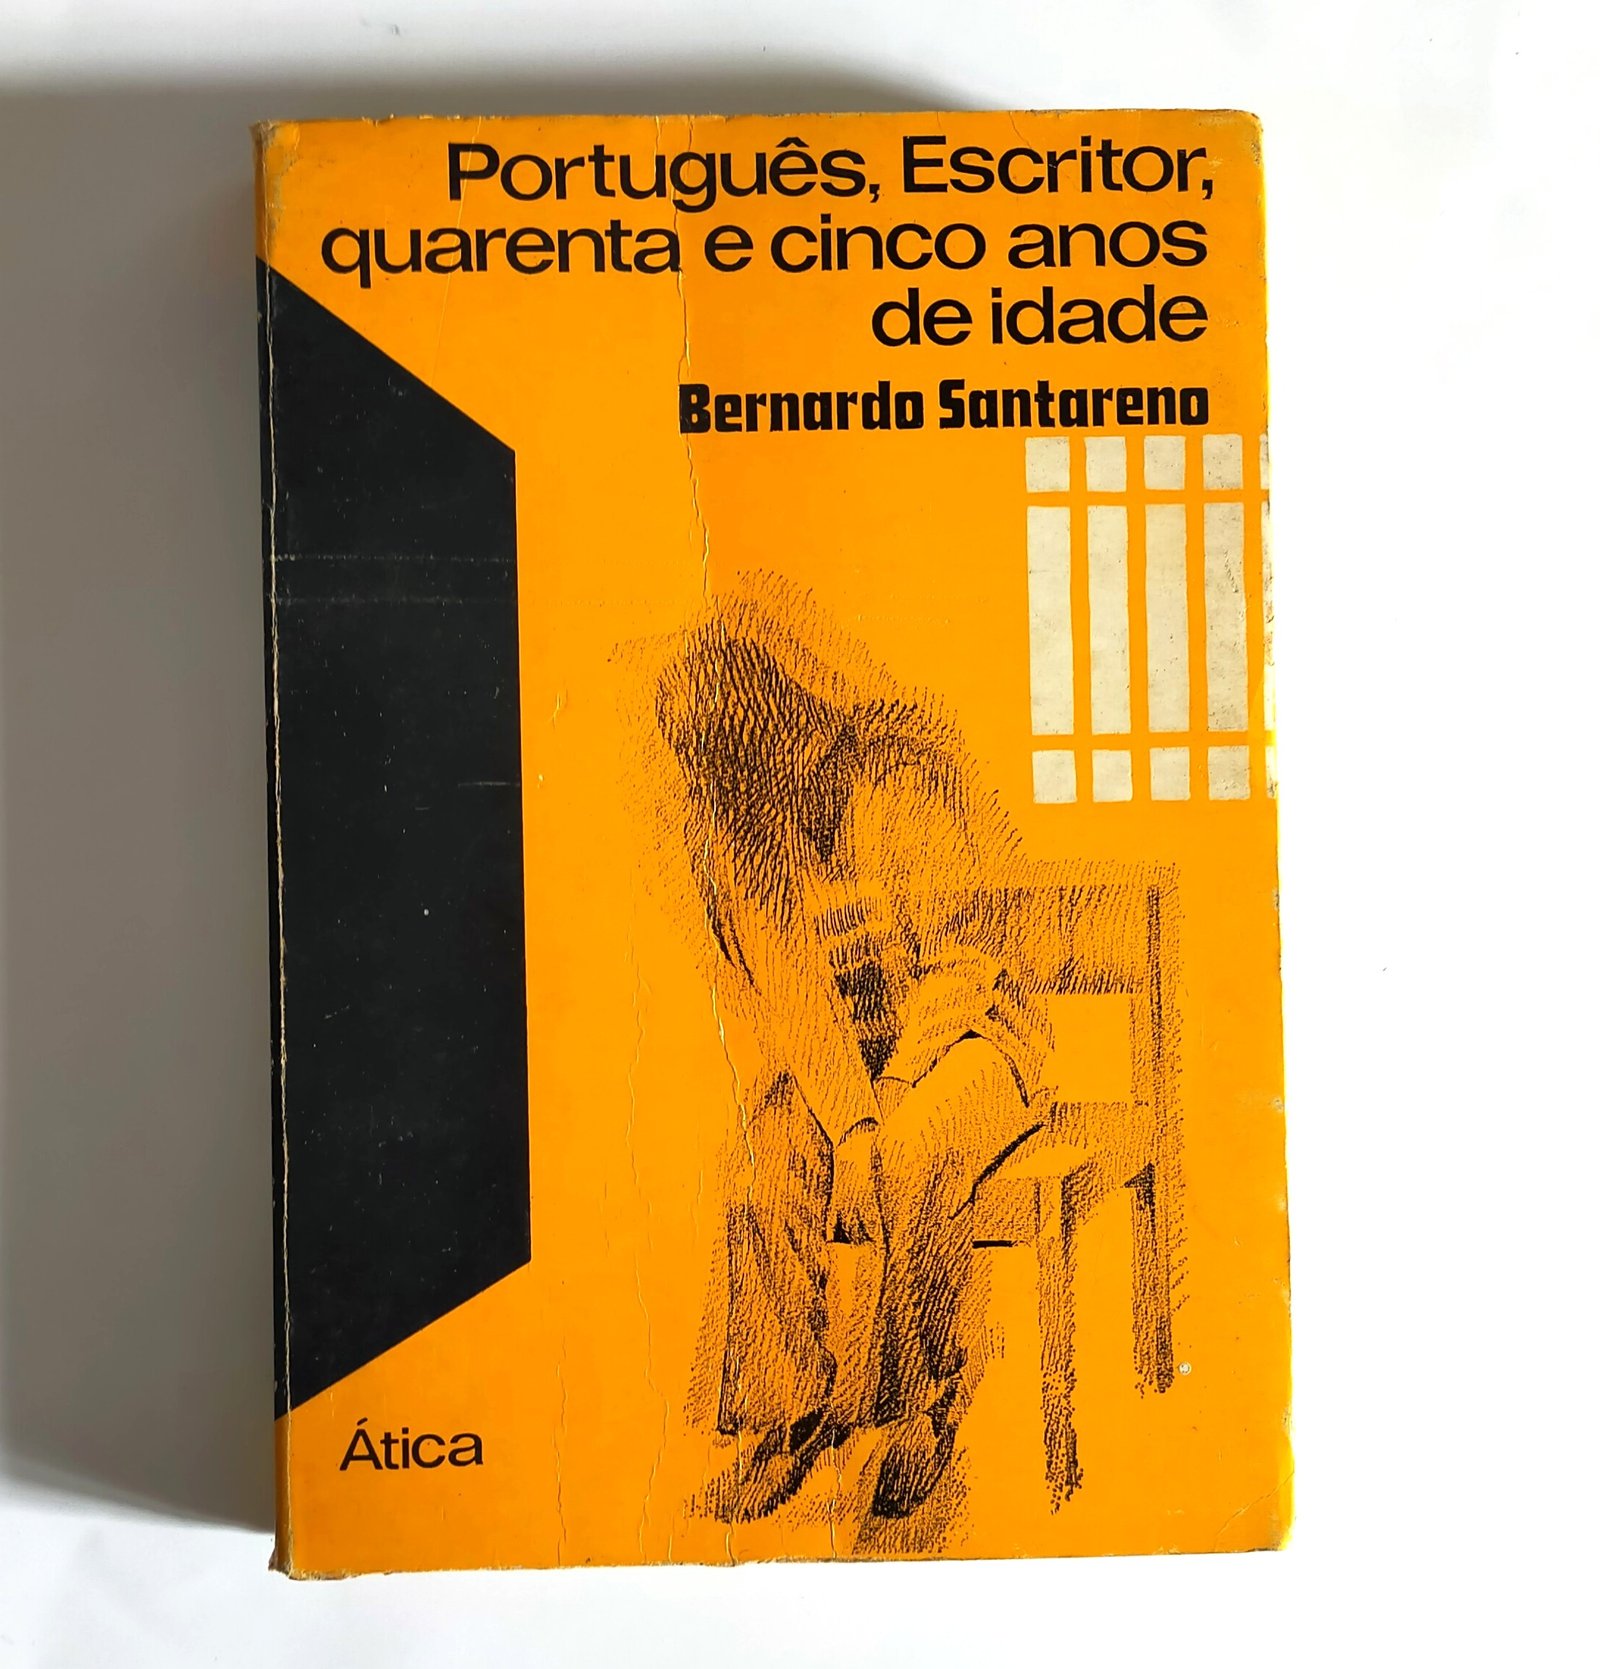 Português, Escritor,
quarenta e cinco anos
de idade
Bernardo Santareno
Ática